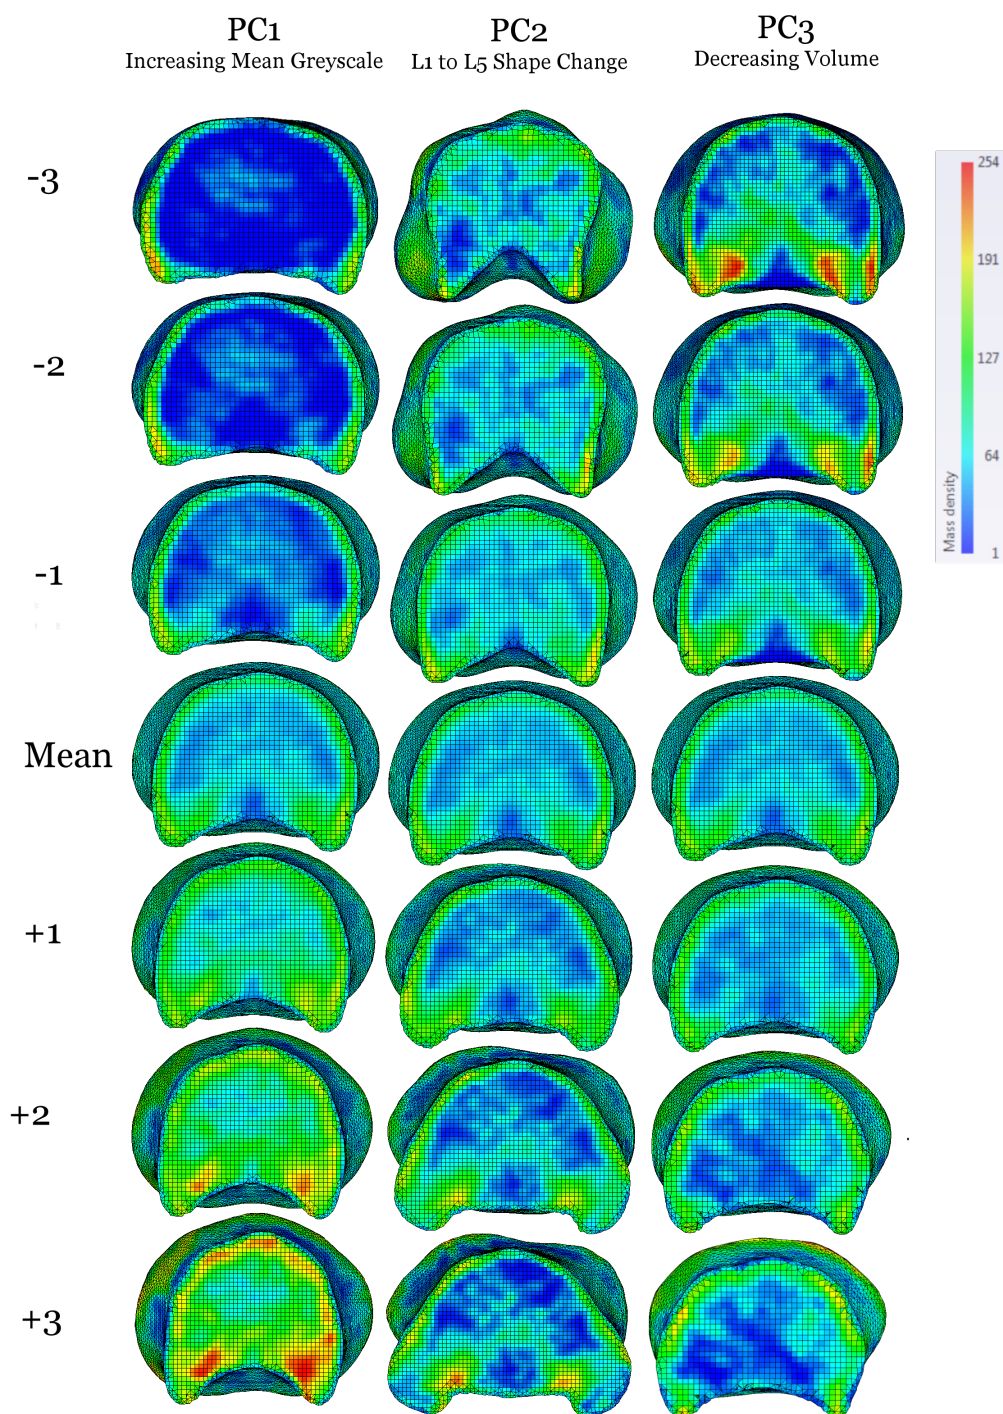 PC1
Increasing Mean Greyscale
PC2
L1 to L5 Shape Change
PC3
Decreasing Volume
-3
-2
-1
Mean
+1
+2
+3
254
191
127
64
1
Mass density